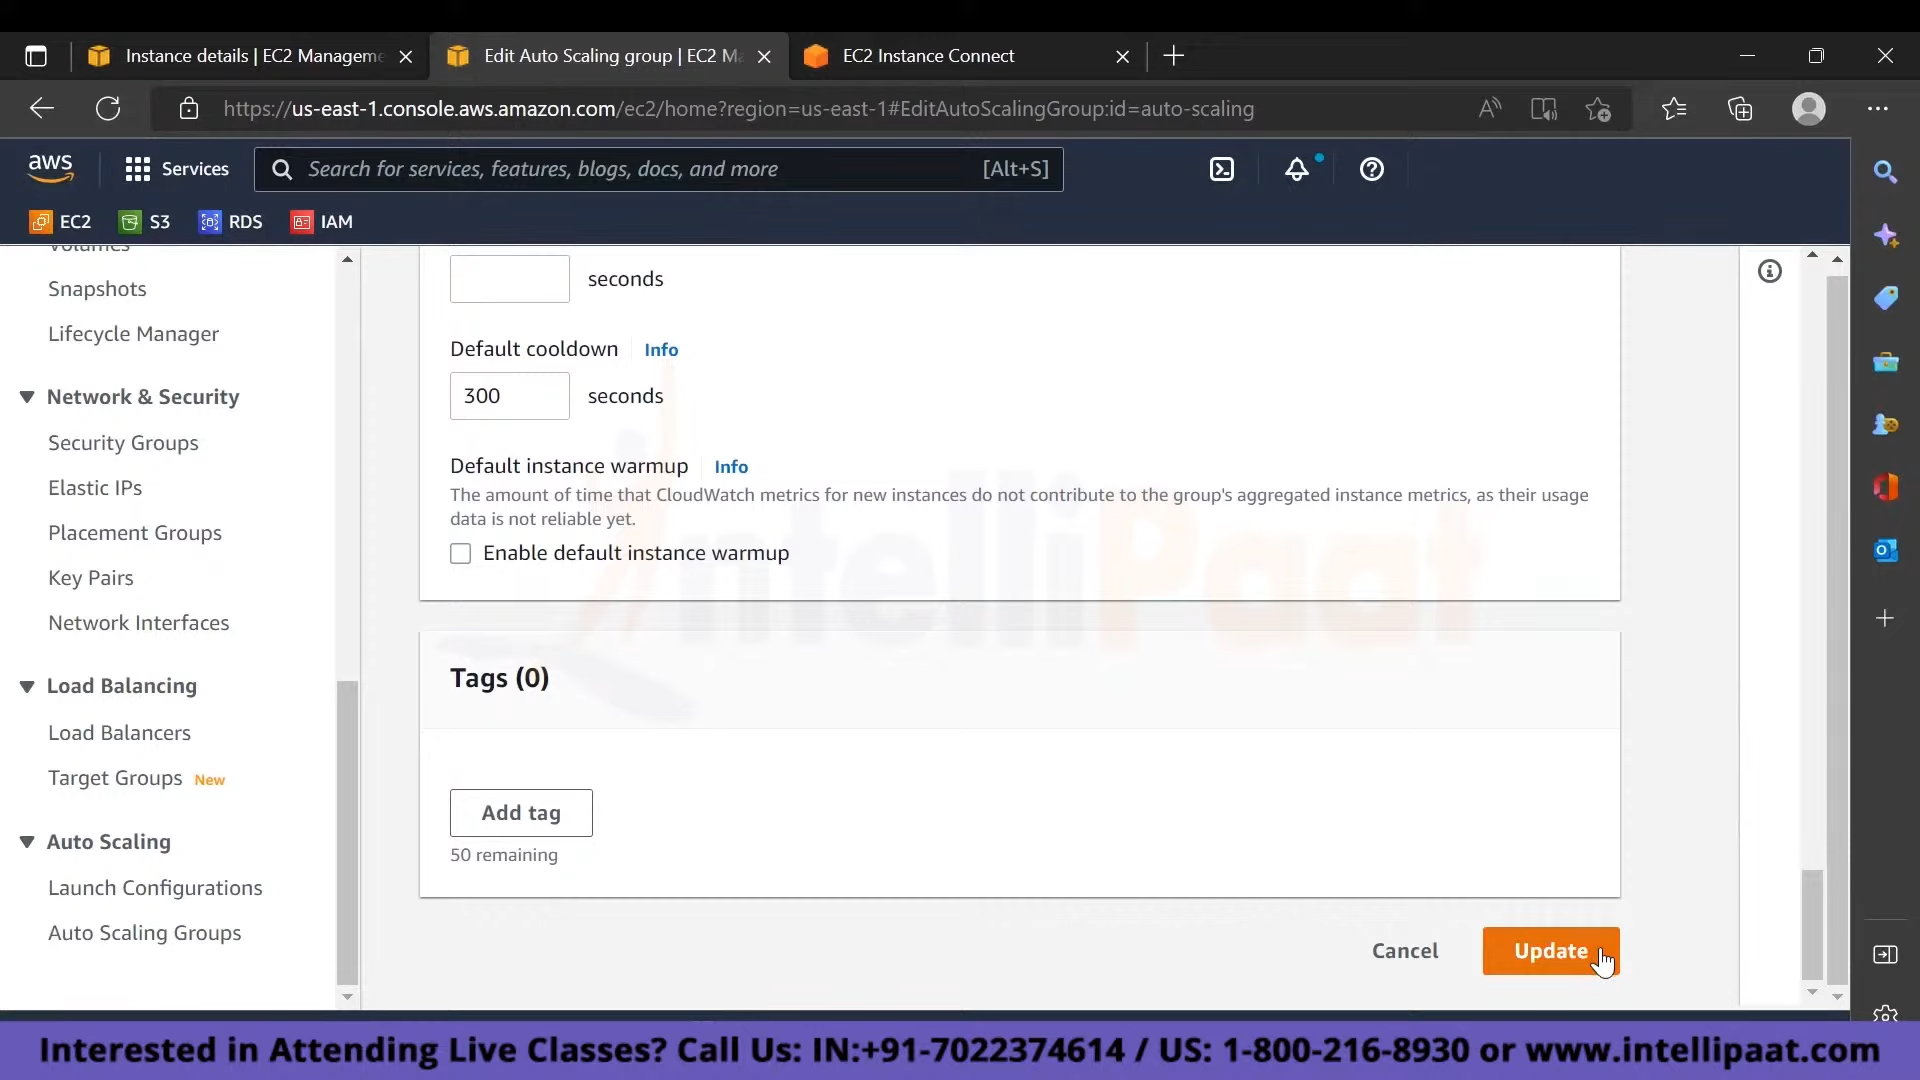 Instance details | EC2 Manageme
Edit Auto Scaling group | EC2 Ma
EC2 Instance Connect
https://us-east-1.console.aws.amazon.com/ec2/home?region=us-east-1#EditAutoScalingGroup:id=auto-scaling
aws
Services
Search for services, features, blogs, docs, and more
[Alt+S]
EC2
S3
RDS
IAM
Volumes
Snapshots
Lifecycle Manager
Network & Security
Security Groups
Elastic IPs
Placement Groups
Key Pairs
Network Interfaces
Load Balancing
Load Balancers
Target Groups New
Auto Scaling
Launch Configurations
Auto Scaling Groups
seconds
Default cooldown Info
300 seconds
Default instance warmup Info
The amount of time that CloudWatch metrics for new instances do not contribute to the group's aggregated instance metrics, as their usage
data is not reliable yet.
Enable default instance warmup
IntelliPaat
Tags (0)
Add tag
50 remaining
Cancel
Update
Interested in Attending Live Classes? Call Us: IN:+91-7022374614 / US: 1-800-216-8930 or www.intellipaat.com